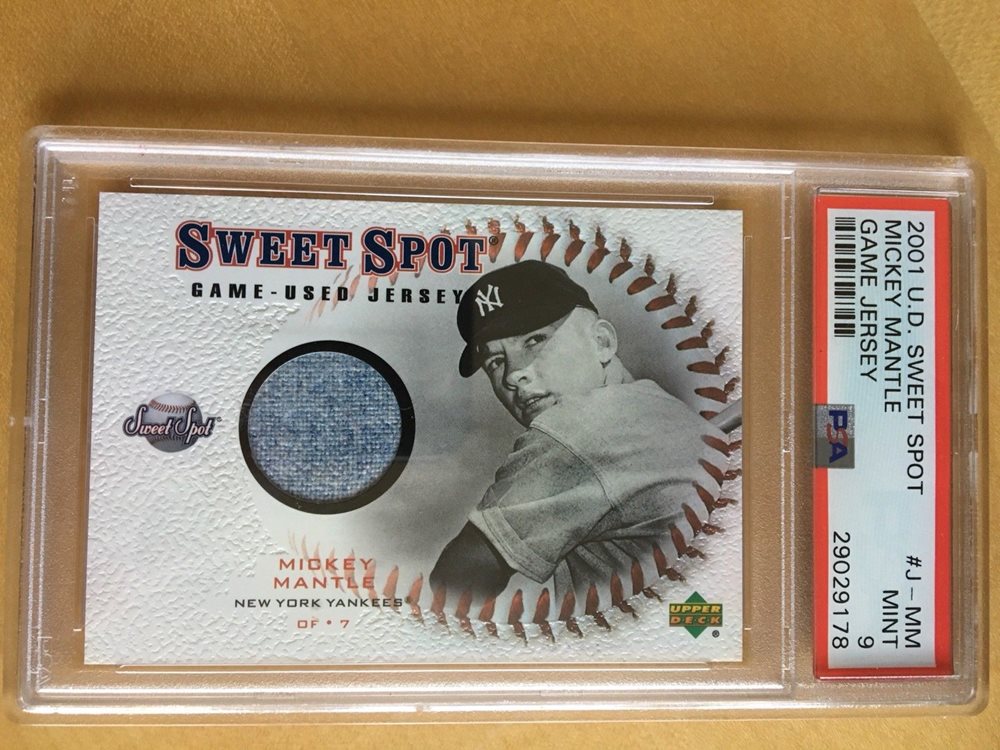 SWEET SPOT®
GAME-USED JERSEY
NY
Sweet Spot®
MICKEY
MANTLE
NEW YORK YANKEES®
OF • 7
UPPER
DECK®
2001 U.D. SWEET SPOT #J-MM
MICKEY MANTLE MINT
GAME JERSEY 9
PSA
29029178